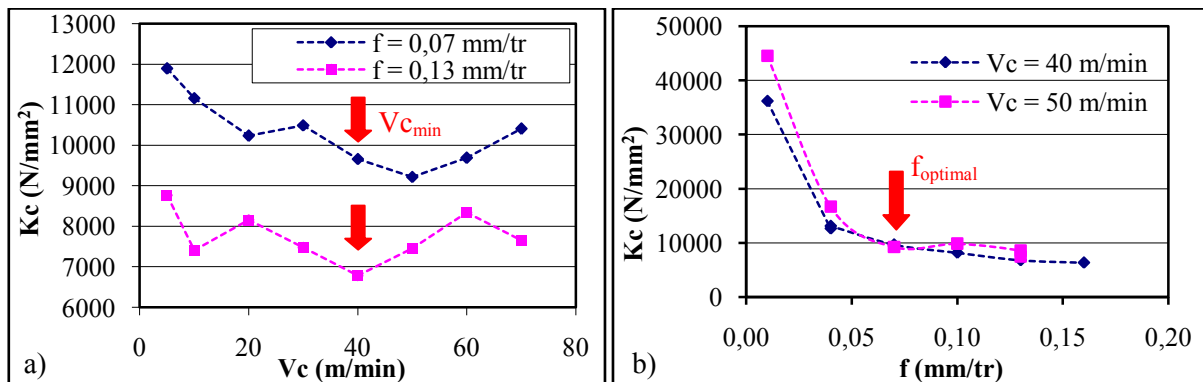 13000
12000
11000
10000
9000
8000
7000
6000
Kc (N/mm²)
f = 0,07 mm/tr
f = 0,13 mm/tr
Vcmin
0 20 40 60 80
Vc (m/min)
a)
50000
40000
30000
20000
10000
0
Kc (N/mm²)
Vc = 40 m/min
Vc = 50 m/min
foptimal
0,00 0,05 0,10 0,15 0,20
f (mm/tr)
b)